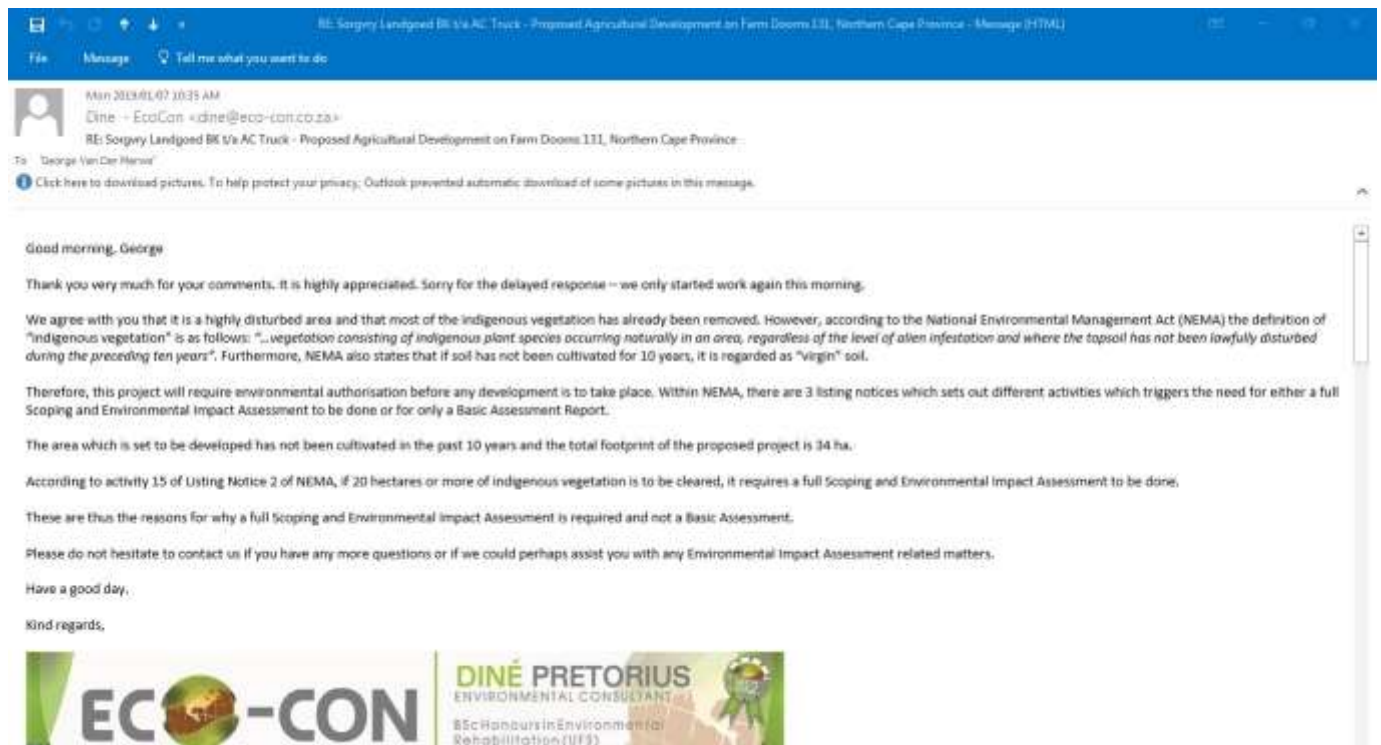 RE: Sorgvry Landgoed BK t/a AC Truck - Proposed Agricultural Development on Farm Dooms 131, Northern Cape Province - Message (HTML)
File Message Tell me what you want to do
Mon 2019/01/07 10:35 AM
Dine - EcoCon <dine@eco-con.co.za>
RE: Sorgvry Landgoed BK t/a AC Truck - Proposed Agricultural Development on Farm Dooms 131, Northern Cape Province
To 'George Van Der Merwe'
Click here to download pictures. To help protect your privacy, Outlook prevented automatic download of some pictures in this message.
Good morning, George
Thank you very much for your comments. It is highly appreciated. Sorry for the delayed response – we only started work again this morning.
We agree with you that it is a highly disturbed area and that most of the indigenous vegetation has already been removed. However, according to the National Environmental Management Act (NEMA) the definition of
"indigenous vegetation" is as follows: "…vegetation consisting of indigenous plant species occurring naturally in an area, regardless of the level of alien infestation and where the topsoil has not been lawfully disturbed
during the preceding ten years". Furthermore, NEMA also states that if soil has not been cultivated for 10 years, it is regarded as "virgin" soil.
Therefore, this project will require environmental authorisation before any development is to take place. Within NEMA, there are 3 listing notices which sets out different activities which triggers the need for either a full
Scoping and Environmental Impact Assessment to be done or for only a Basic Assessment Report.
The area which is set to be developed has not been cultivated in the past 10 years and the total footprint of the proposed project is 34 ha.
According to activity 15 of Listing Notice 2 of NEMA, if 20 hectares or more of indigenous vegetation is to be cleared, it requires a full Scoping and Environmental Impact Assessment to be done.
These are thus the reasons for why a full Scoping and Environmental Impact Assessment is required and not a Basic Assessment.
Please do not hesitate to contact us if you have any more questions or if we could perhaps assist you with any Environmental Impact Assessment related matters.
Have a good day,
Kind regards,
ECO-CON
DINÉ PRETORIUS
ENVIRONMENTAL CONSULTANT
BSc Honours in Environmental
Rehabilitation (UFS)